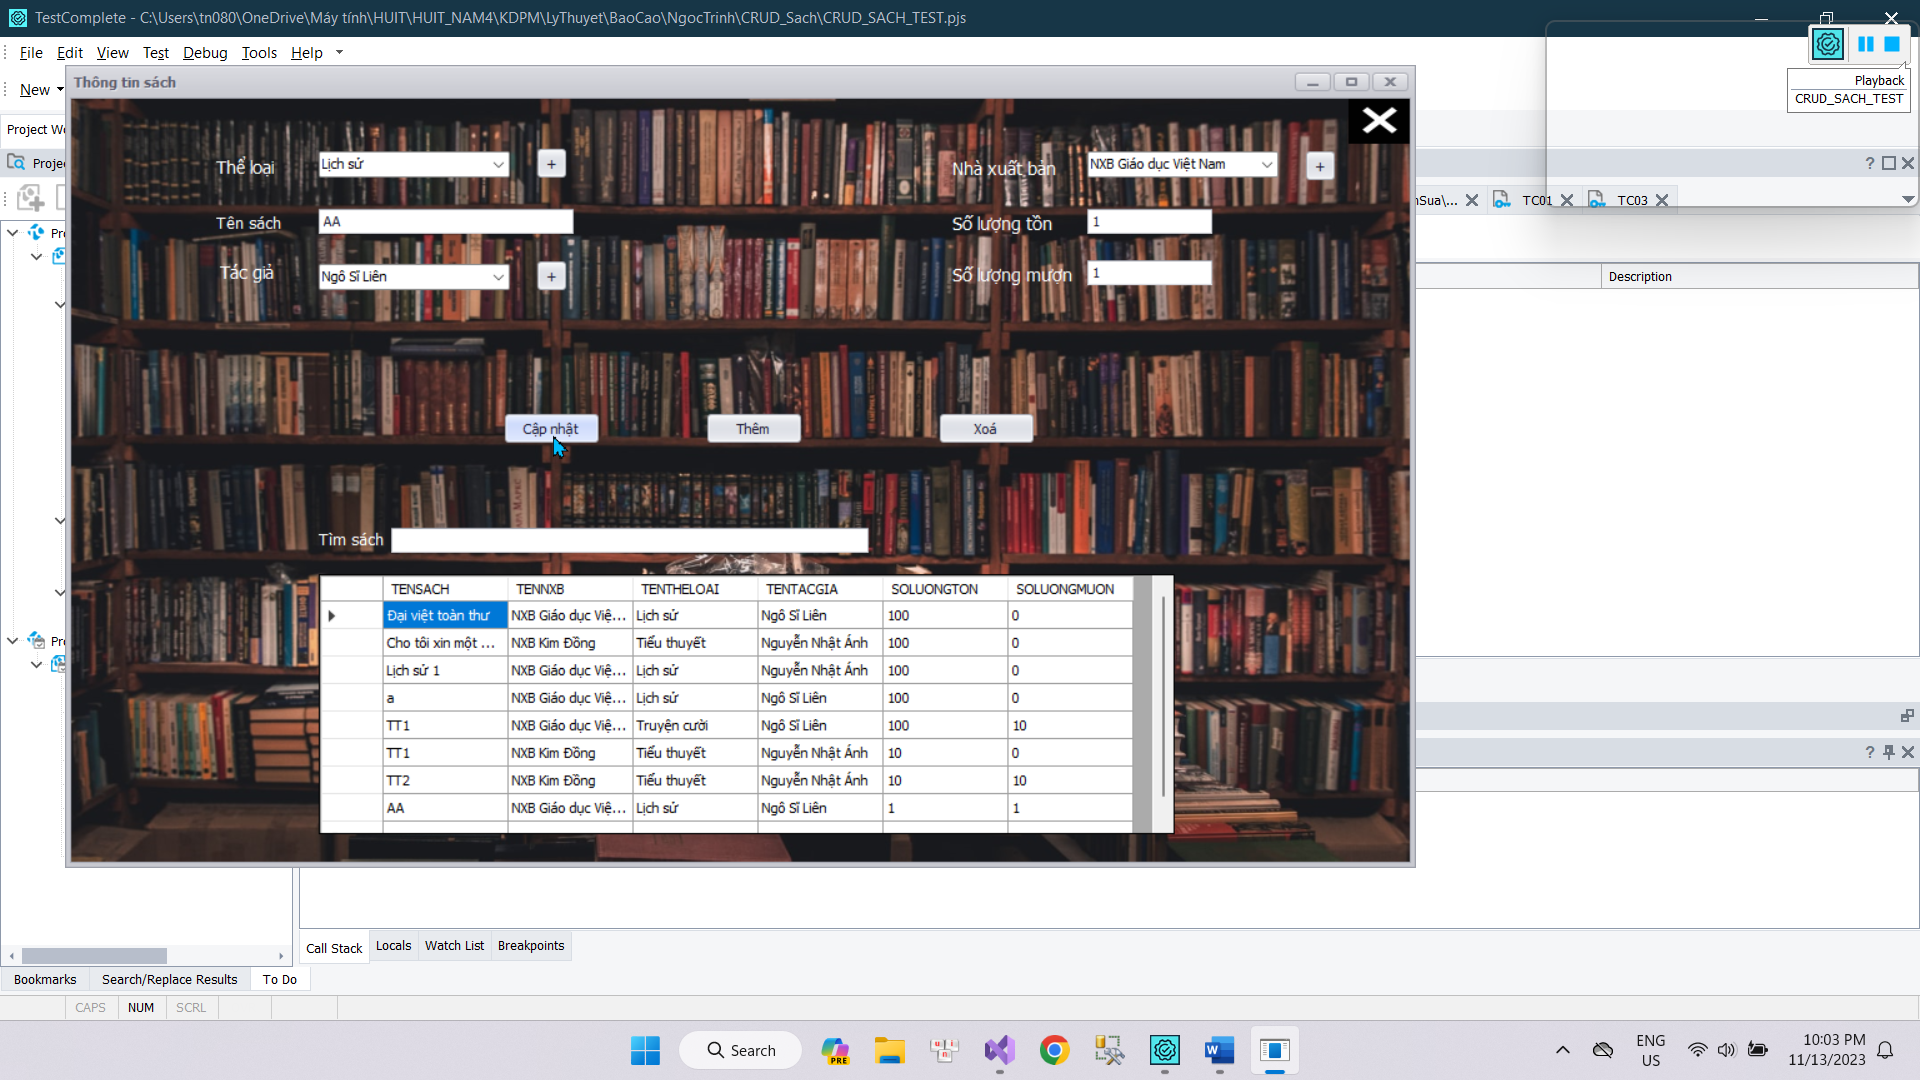 TestComplete - C:\Users\tn080\OneDrive\Máy tính\HUIT\HUIT_NAM4\KDPM\LyThuyet\BaoCao\NgocTrinh\CRUD_Sach\CRUD_SACH_TEST.pjs
File Edit View Test Debug Tools Help
New
Playback
CRUD_SACH_TEST
Project Wo
Projec
Thông tin sách
Thể loại Lịch sử + Nhà xuất bản NXB Giáo dục Việt Nam +
Tên sách AA Số lượng tồn 1
Tác giả Ngô Sĩ Liên + Số lượng mượn 1
nSua\... TC01 TC03
Description
Pro
Cập nhật Thêm Xoá
Tìm sách
TENSACH TENNXB TENTHELOAI TENTACGIA SOLUONGTON SOLUONGMUON
Đại việt toàn thư NXB Giáo dục Việ... Lịch sử Ngô Sĩ Liên 100 0
Cho tôi xin một ... NXB Kim Đồng Tiểu thuyết Nguyễn Nhật Ánh 100 0
Lịch sử 1 NXB Giáo dục Việ... Lịch sử Nguyễn Nhật Ánh 100 0
a NXB Giáo dục Việ... Lịch sử Ngô Sĩ Liên 100 0
TT1 NXB Giáo dục Việ... Truyện cười Ngô Sĩ Liên 100 10
TT1 NXB Kim Đồng Tiểu thuyết Nguyễn Nhật Ánh 10 0
TT2 NXB Kim Đồng Tiểu thuyết Nguyễn Nhật Ánh 10 10
AA NXB Giáo dục Việ... Lịch sử Ngô Sĩ Liên 1 1
Pro
Call Stack Locals Watch List Breakpoints
Bookmarks Search/Replace Results To Do
CAPS NUM SCRL
Search
PRE
ENG
US
10:03 PM
11/13/2023